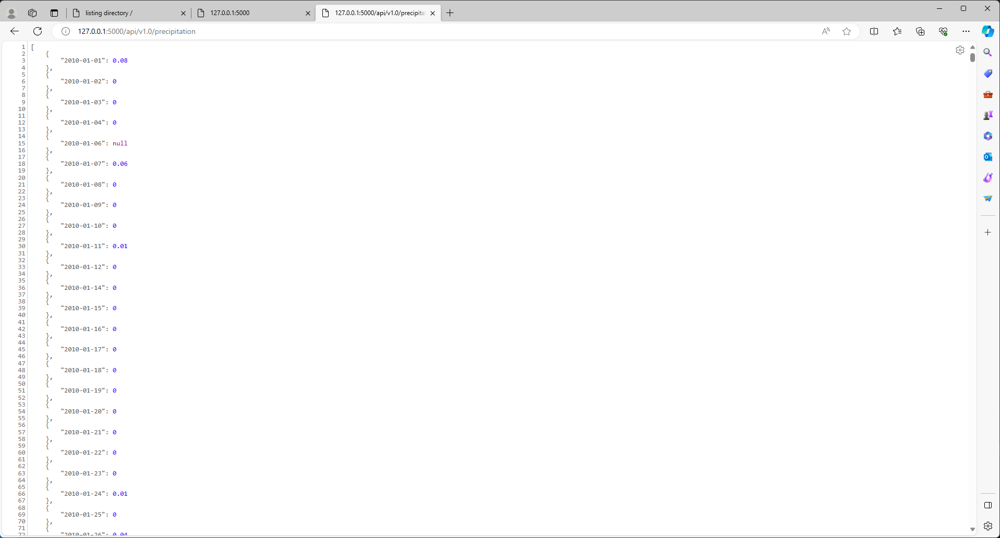 listing directory /
127.0.0.1:5000
127.0.0.1:5000/api/v1.0/precipita
127.0.0.1:5000/api/v1.0/precipitation
1 [
2 {
3 "2010-01-01": 0.08
4 },
5 {
6 "2010-01-02": 0
7 },
8 {
9 "2010-01-03": 0
10 },
11 {
12 "2010-01-04": 0
13 },
14 {
15 "2010-01-06": null
16 },
17 {
18 "2010-01-07": 0.06
19 },
20 {
21 "2010-01-08": 0
22 },
23 {
24 "2010-01-09": 0
25 },
26 {
27 "2010-01-10": 0
28 },
29 {
30 "2010-01-11": 0.01
31 },
32 {
33 "2010-01-12": 0
34 },
35 {
36 "2010-01-14": 0
37 },
38 {
39 "2010-01-15": 0
40 },
41 {
42 "2010-01-16": 0
43 },
44 {
45 "2010-01-17": 0
46 },
47 {
48 "2010-01-18": 0
49 },
50 {
51 "2010-01-19": 0
52 },
53 {
54 "2010-01-20": 0
55 },
56 {
57 "2010-01-21": 0
58 },
59 {
60 "2010-01-22": 0
61 },
62 {
63 "2010-01-23": 0
64 },
65 {
66 "2010-01-24": 0.01
67 },
68 {
69 "2010-01-25": 0
70 },
71 {
72 "2010-01-26": 0.04